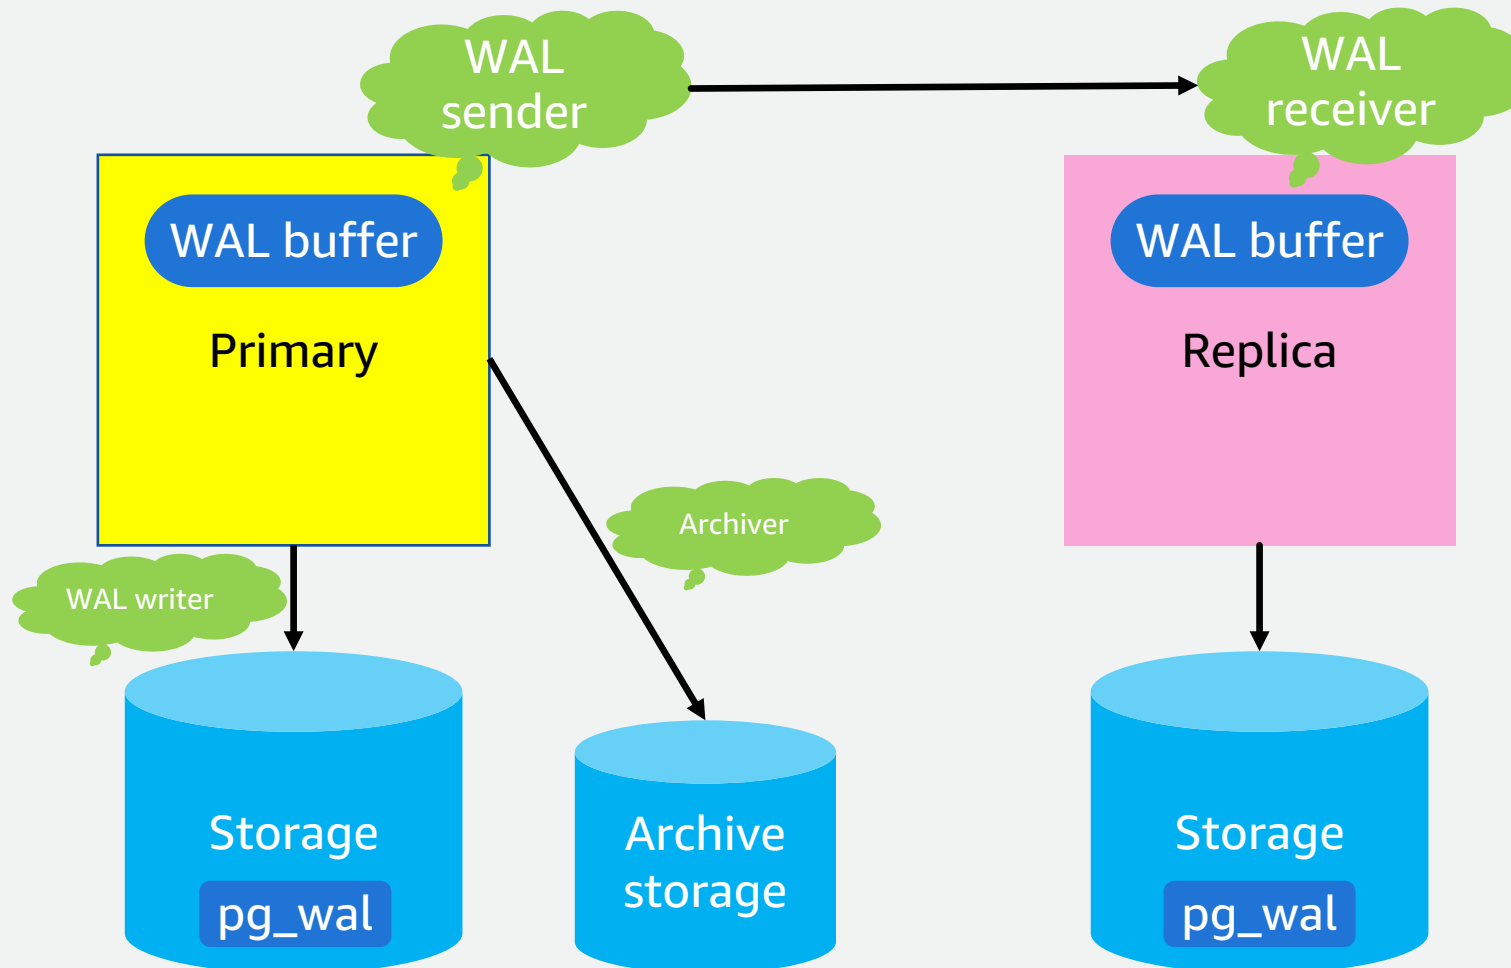 WAL
sender
WAL
receiver
WAL buffer
WAL buffer
Primary
Replica
Archiver
WAL writer
Storage
pg_wal
Archive
storage
Storage
pg_wal